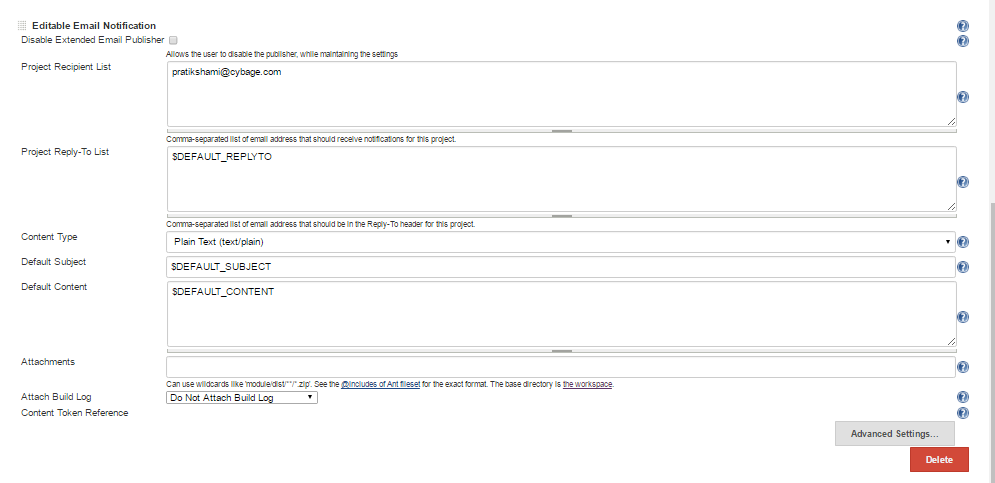 Editable Email Notification
Disable Extended Email Publisher
Allows the user to disable the publisher, while maintaining the settings
Project Recipient List
pratikshami@cybage.com
Comma-separated list of email address that should receive notifications for this project.
Project Reply-To List
$DEFAULT_REPLYTO
Comma-separated list of email address that should be in the Reply-To header for this project.
Content Type
Plain Text (text/plain)
Default Subject
$DEFAULT_SUBJECT
Default Content
$DEFAULT_CONTENT
Attachments
Can use wildcards like 'module/dist/**/*.zip'. See the @includes of Ant fileset for the exact format. The base directory is the workspace.
Attach Build Log
Do Not Attach Build Log
Content Token Reference
Advanced Settings...
Delete